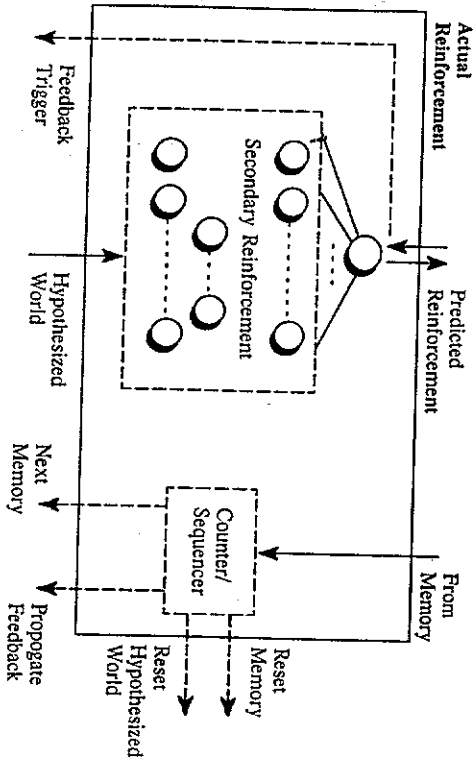 Actual
Reinforcement
Predicted
Reinforcement
From
Memory
Secondary Reinforcement
Counter/
Sequencer
Reset
Memory
Reset
Hypothesized
World
Feedback
Trigger
Hypothesized
World
Next
Memory
Propogate
Feedback